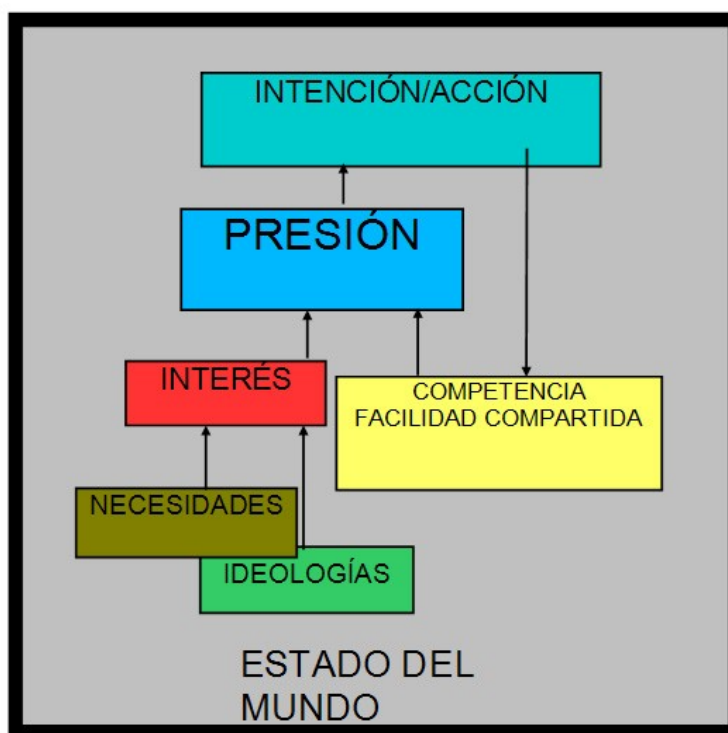 INTENCIÓN/ACCIÓN
PRESIÓN
INTERÉS
COMPETENCIA
FACILIDAD COMPARTIDA
NECESIDADES
IDEOLOGÍAS
ESTADO DEL
MUNDO